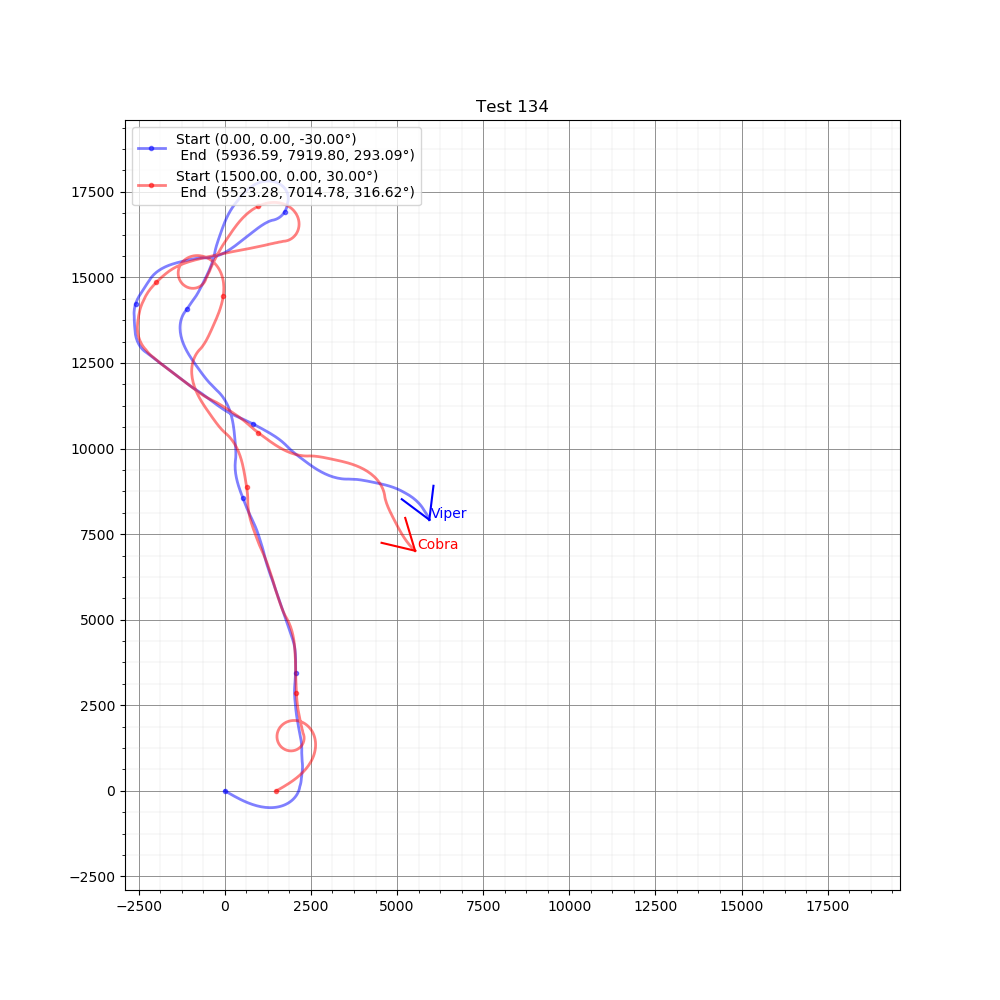 Test 134
Start (0.00, 0.00, -30.00°)
End (5936.59, 7919.80, 293.09°)
Start (1500.00, 0.00, 30.00°)
End (5523.28, 7014.78, 316.62°)
17500
15000
12500
10000
7500
5000
2500
0
−2500
Viper
Cobra
−2500 0 2500 5000 7500 10000 12500 15000 17500